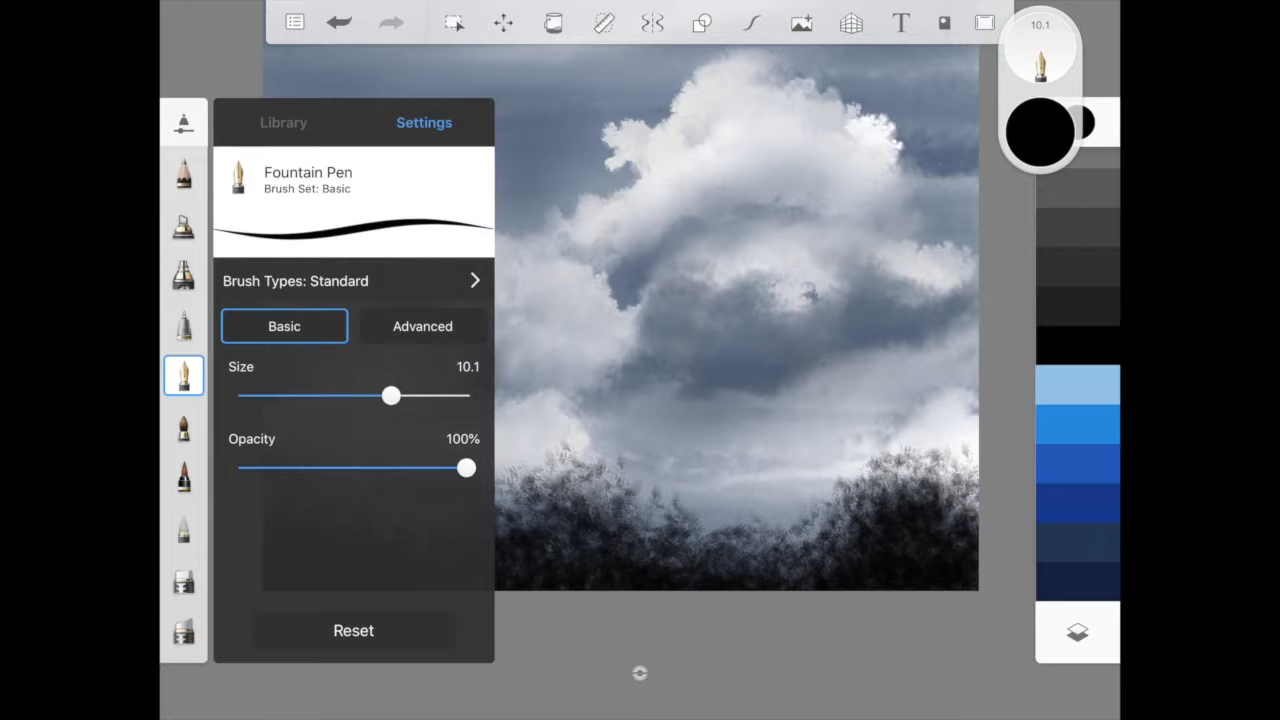 10.1
Library Settings
Fountain Pen
Brush Set: Basic
Brush Types: Standard
Basic Advanced
Size 10.1
Opacity 100%
Reset
T